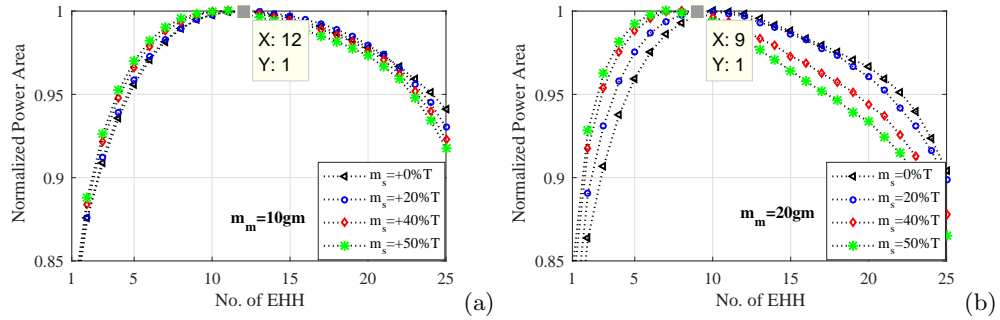 Normalized Power Area
1
0.95
0.9
0.85
1 5 10 15 20 25
No. of EHH
X: 12
Y: 1
m_m=10gm
m_s=+0%T
m_s=+20%T
m_s=+40%T
m_s=+50%T
(a)
Normalized Power Area
1
0.95
0.9
0.85
1 5 10 15 20 25
No. of EHH
X: 9
Y: 1
m_m=20gm
m_s=0%T
m_s=20%T
m_s=40%T
m_s=50%T
(b)